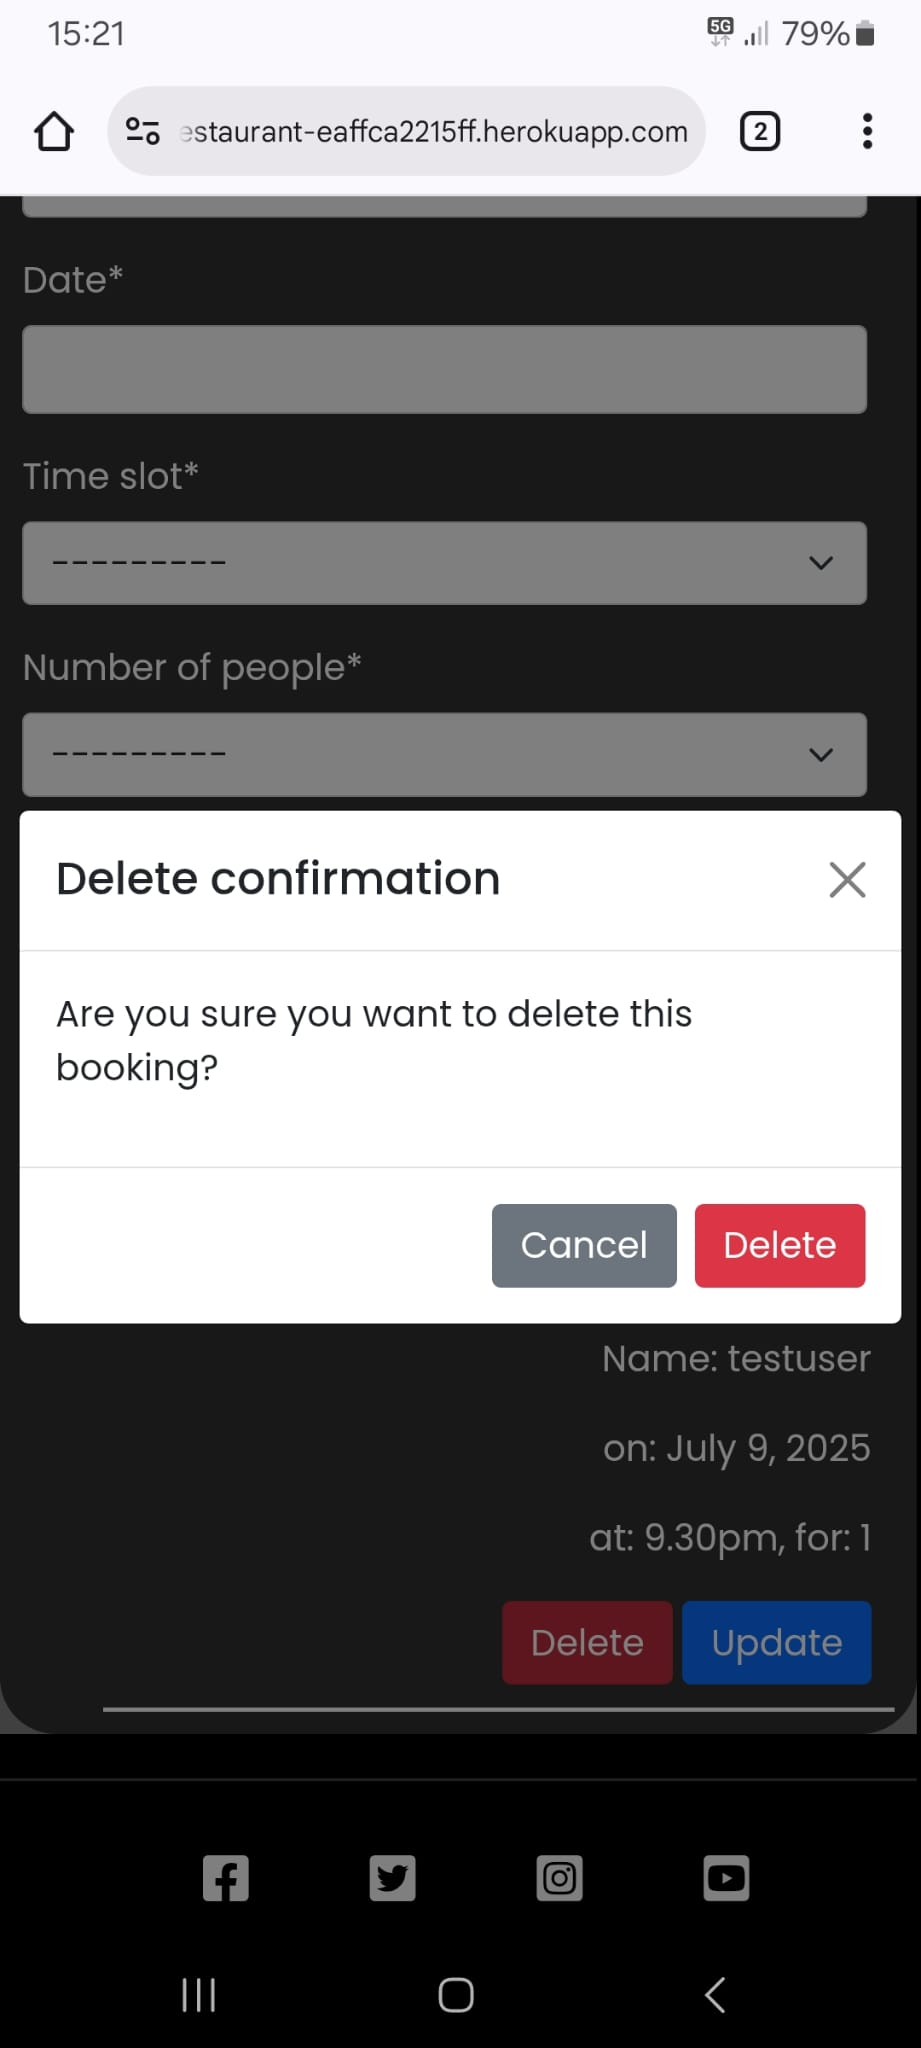 15:21
5G
79%
estaurant-eaffca2215ff.herokuapp.com
2
Date*
Time slot*
---------
Number of people*
---------
Delete confirmation
Are you sure you want to delete this
booking?
Cancel Delete
Name: testuser
on: July 9, 2025
at: 9.30pm, for: 1
Delete Update